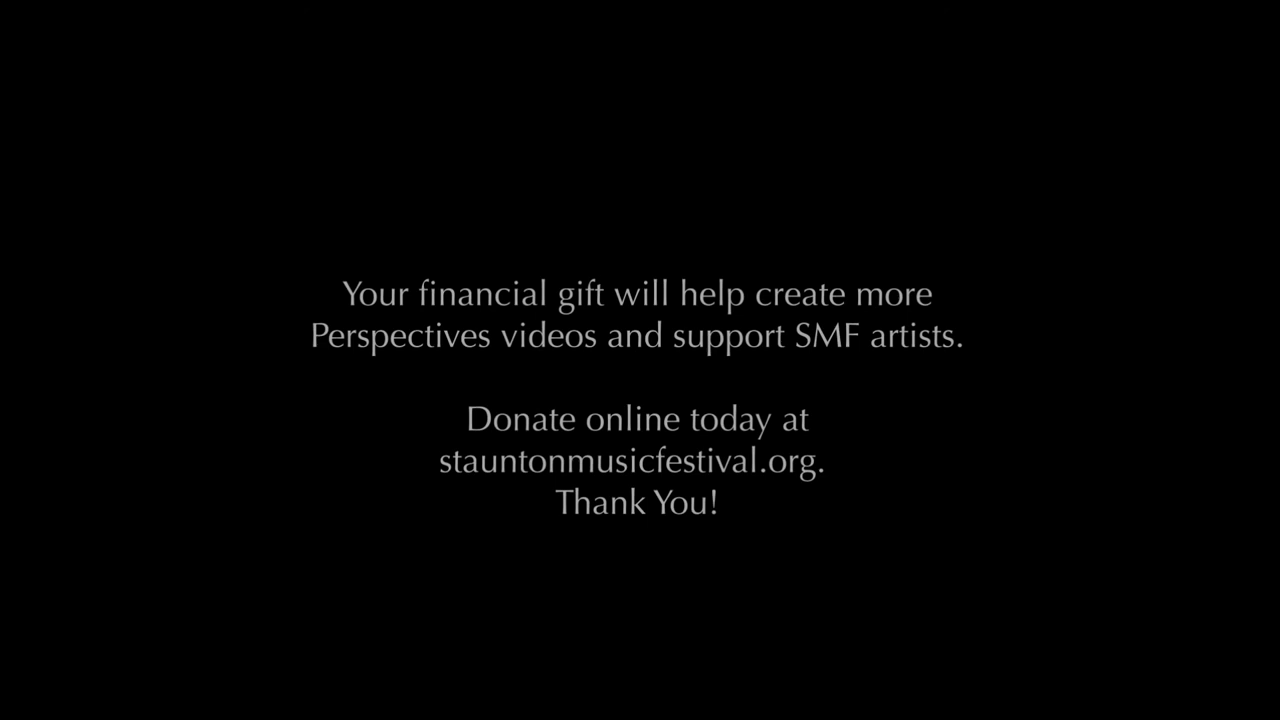 Your financial gift will help create more
Perspectives videos and support SMF artists.
Donate online today at
stauntonmusicfestival.org.
Thank You!